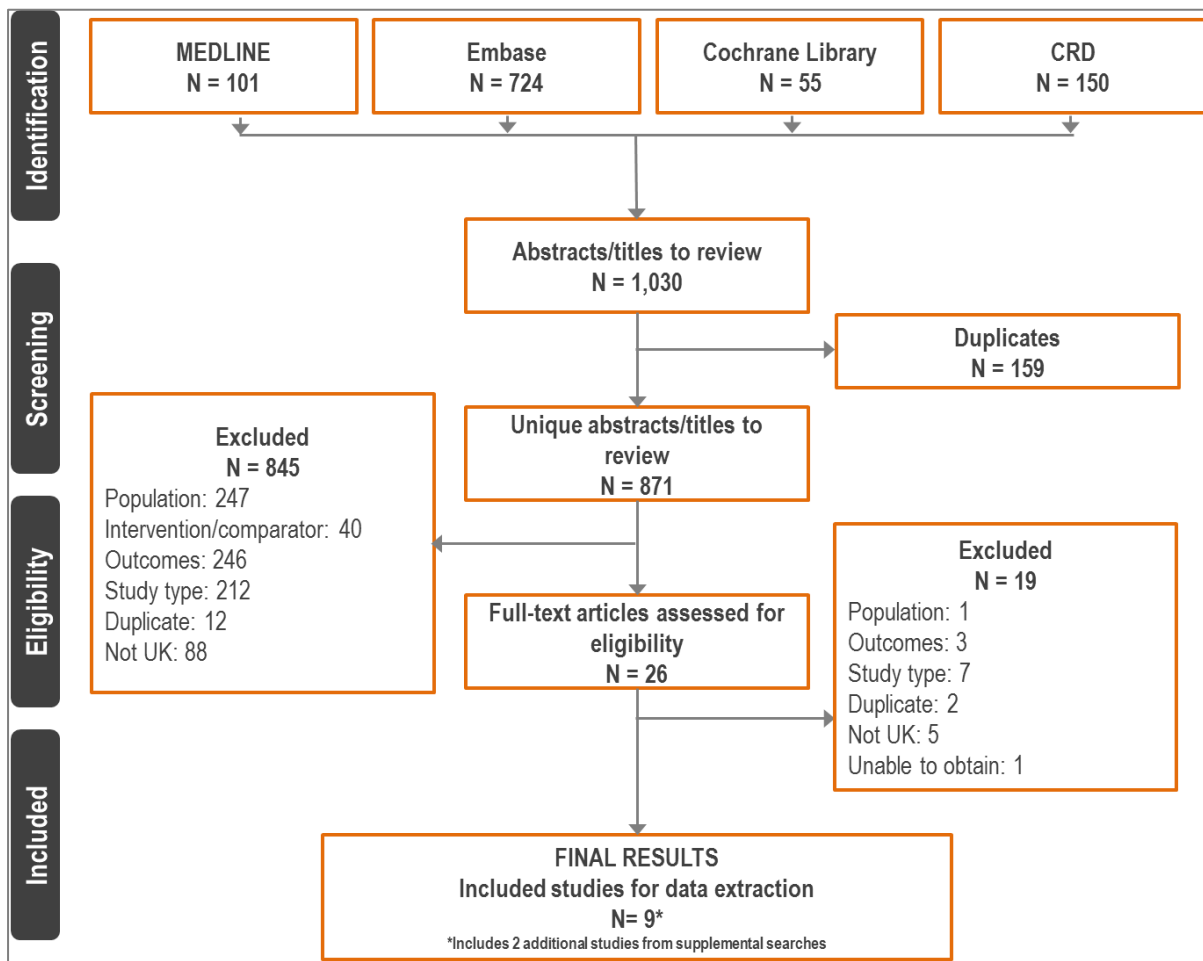 Identification
MEDLINE
N = 101
Embase
N = 724
Cochrane Library
N = 55
CRD
N = 150
Abstracts/titles to review
N = 1,030
Screening
Duplicates
N = 159
Unique abstracts/titles to
review
N = 871
Excluded
N = 845
Population: 247
Intervention/comparator: 40
Outcomes: 246
Study type: 212
Duplicate: 12
Not UK: 88
Eligibility
Full-text articles assessed for
eligibility
N = 26
Excluded
N = 19
Population: 1
Outcomes: 3
Study type: 7
Duplicate: 2
Not UK: 5
Unable to obtain: 1
Included
FINAL RESULTS
Included studies for data extraction
N= 9*
*Includes 2 additional studies from supplemental searches